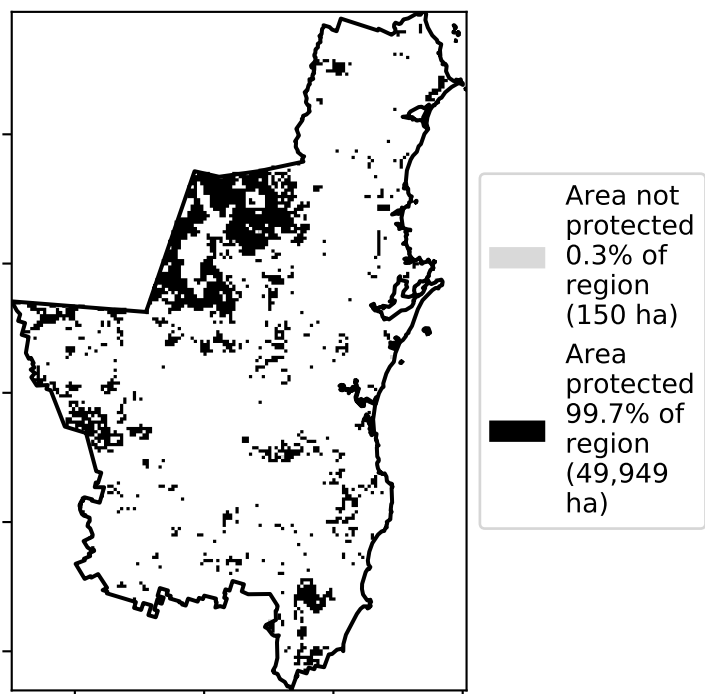 Area not
protected
0.3% of
region
(150 ha)
Area
protected
99.7% of
region
(49,949
ha)